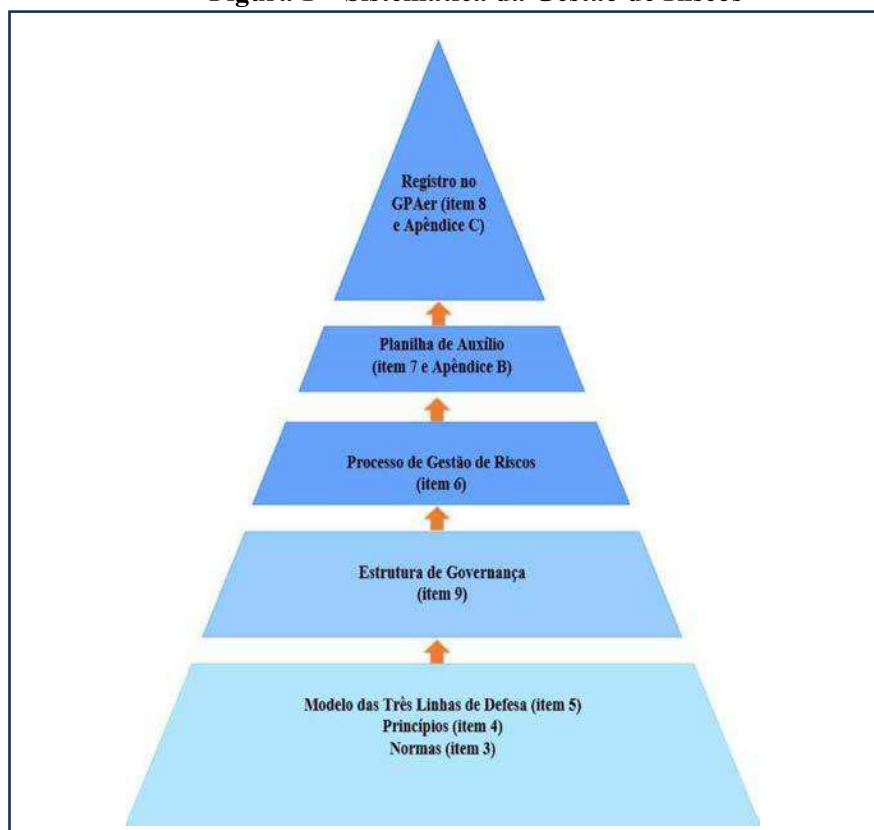 Figura 1 – Sistemática da Gestão de Riscos
Registro no
GPAer (item 8
e Apêndice C)
Planilha de Auxílio
(item 7 e Apêndice B)
Processo de Gestão de Riscos
(item 6)
Estrutura de Governança
(item 9)
Modelo das Três Linhas de Defesa (item 5)
Princípios (item 4)
Normas (item 3)